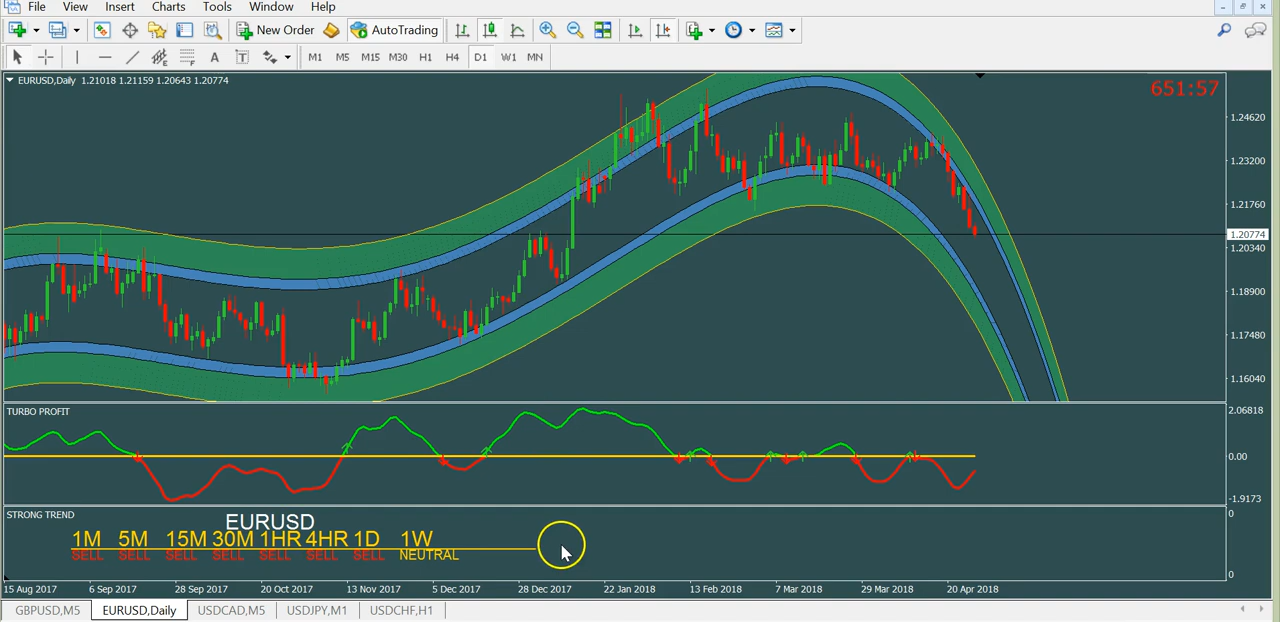 File View Insert Charts Tools Window Help
New Order AutoTrading
A T M1 M5 M15 M30 H1 H4 D1 W1 MN
EURUSD,Daily 1.21018 1.21159 1.20643 1.20774
651:57
1.24620
1.23200
1.21760
1.20774
1.20340
1.18900
1.17480
1.16040
TURBO PROFIT
2.06818
0.00
-1.9173
STRONG TREND
0
EURUSD
1M 5M 15M 30M 1HR 4HR 1D 1W
SELL SELL SELL SELL SELL SELL SELL NEUTRAL
0
15 Aug 2017 6 Sep 2017 28 Sep 2017 20 Oct 2017 13 Nov 2017 5 Dec 2017 28 Dec 2017 22 Jan 2018 13 Feb 2018 7 Mar 2018 29 Mar 2018 20 Apr 2018
GBPUSD,M5 EURUSD,Daily USDCAD,M5 USDJPY,M1 USDCHF,H1